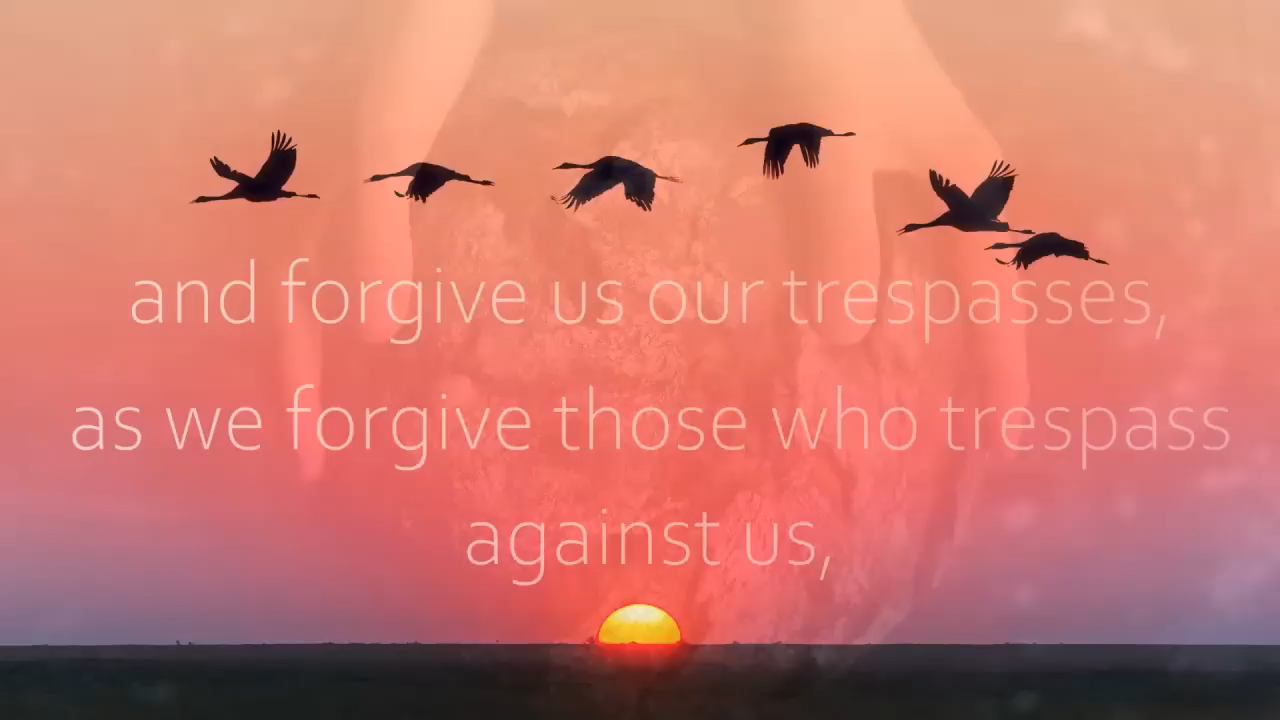 and forgive us our trespasses,
as we forgive those who trespass
against us,